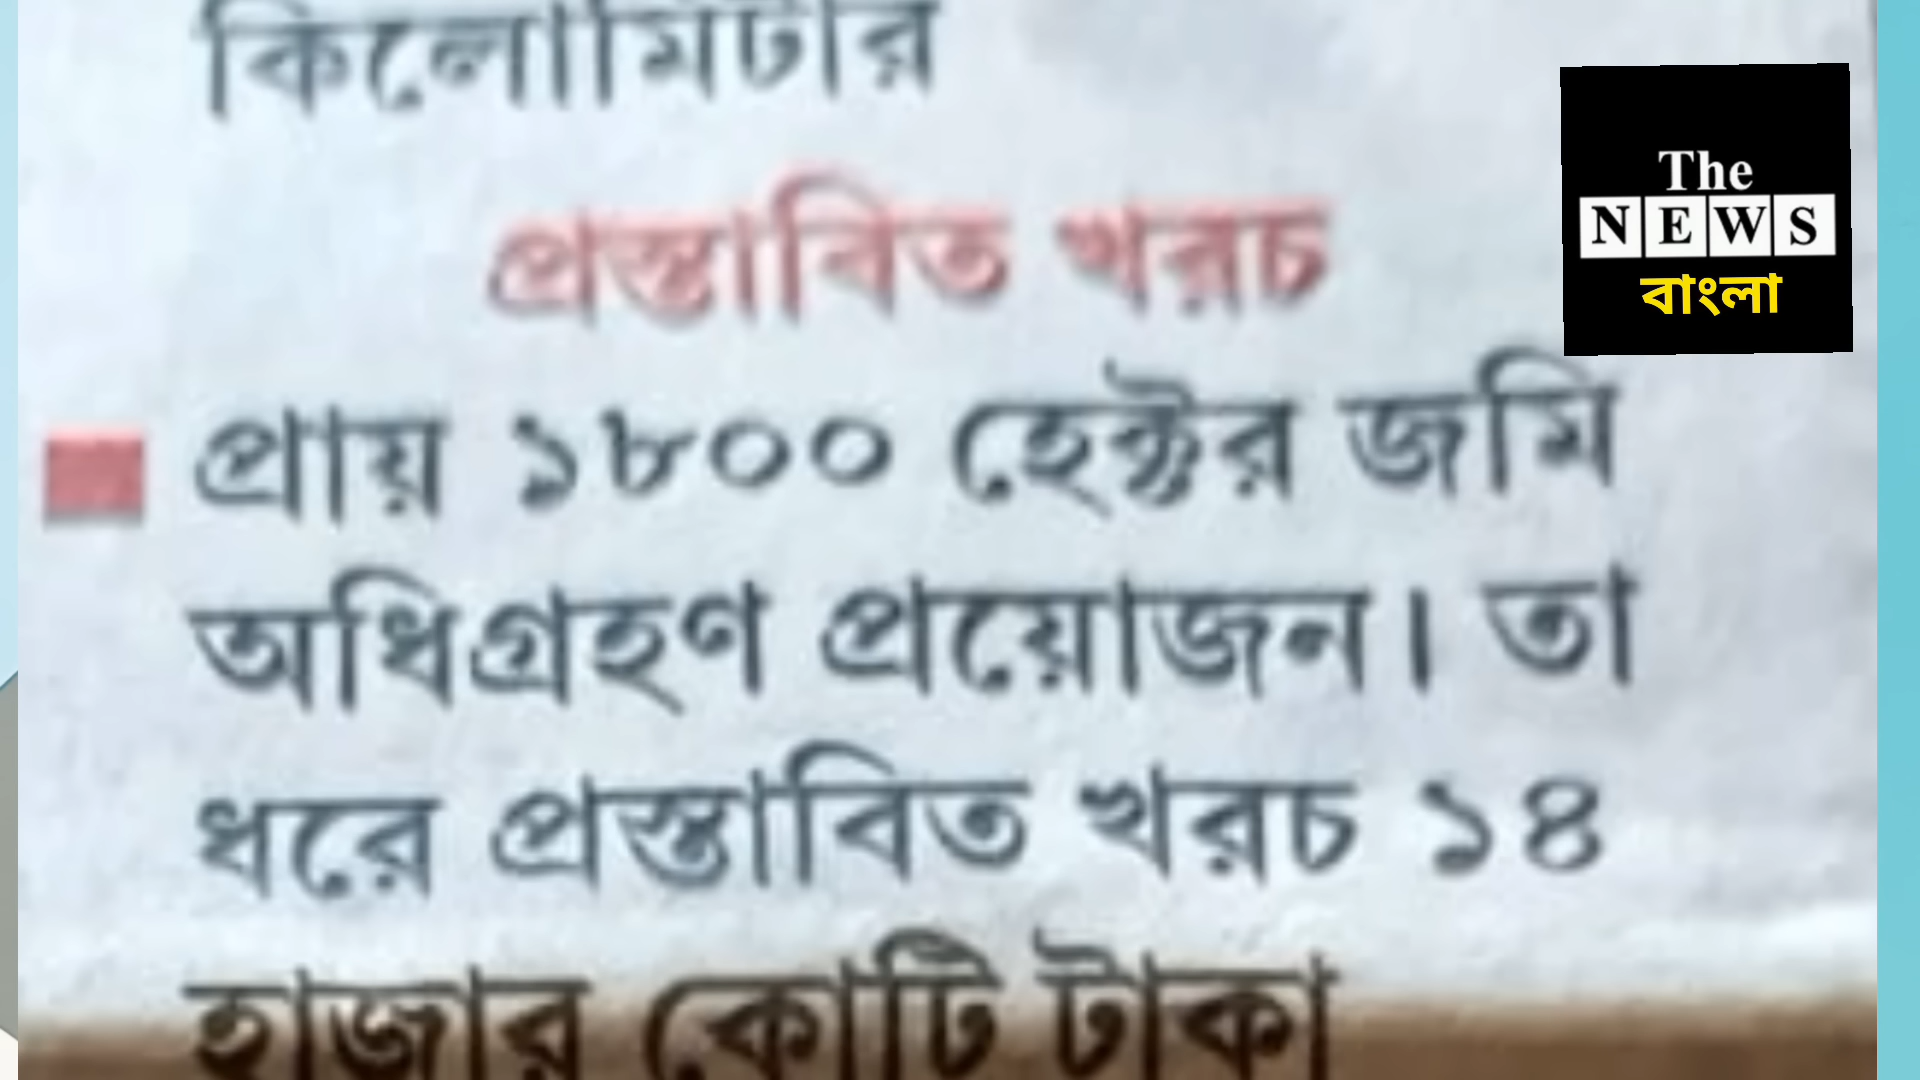 কিলোমিটার
The
NEWS
বাংলা
প্রস্তাবিত খরচ
প্রায় ১৮০০ হেক্টর জমি
অধিগ্রহণ প্রয়োজন। তা
ধরে প্রস্তাবিত খরচ ১৪
হাজার কোটি টাকা